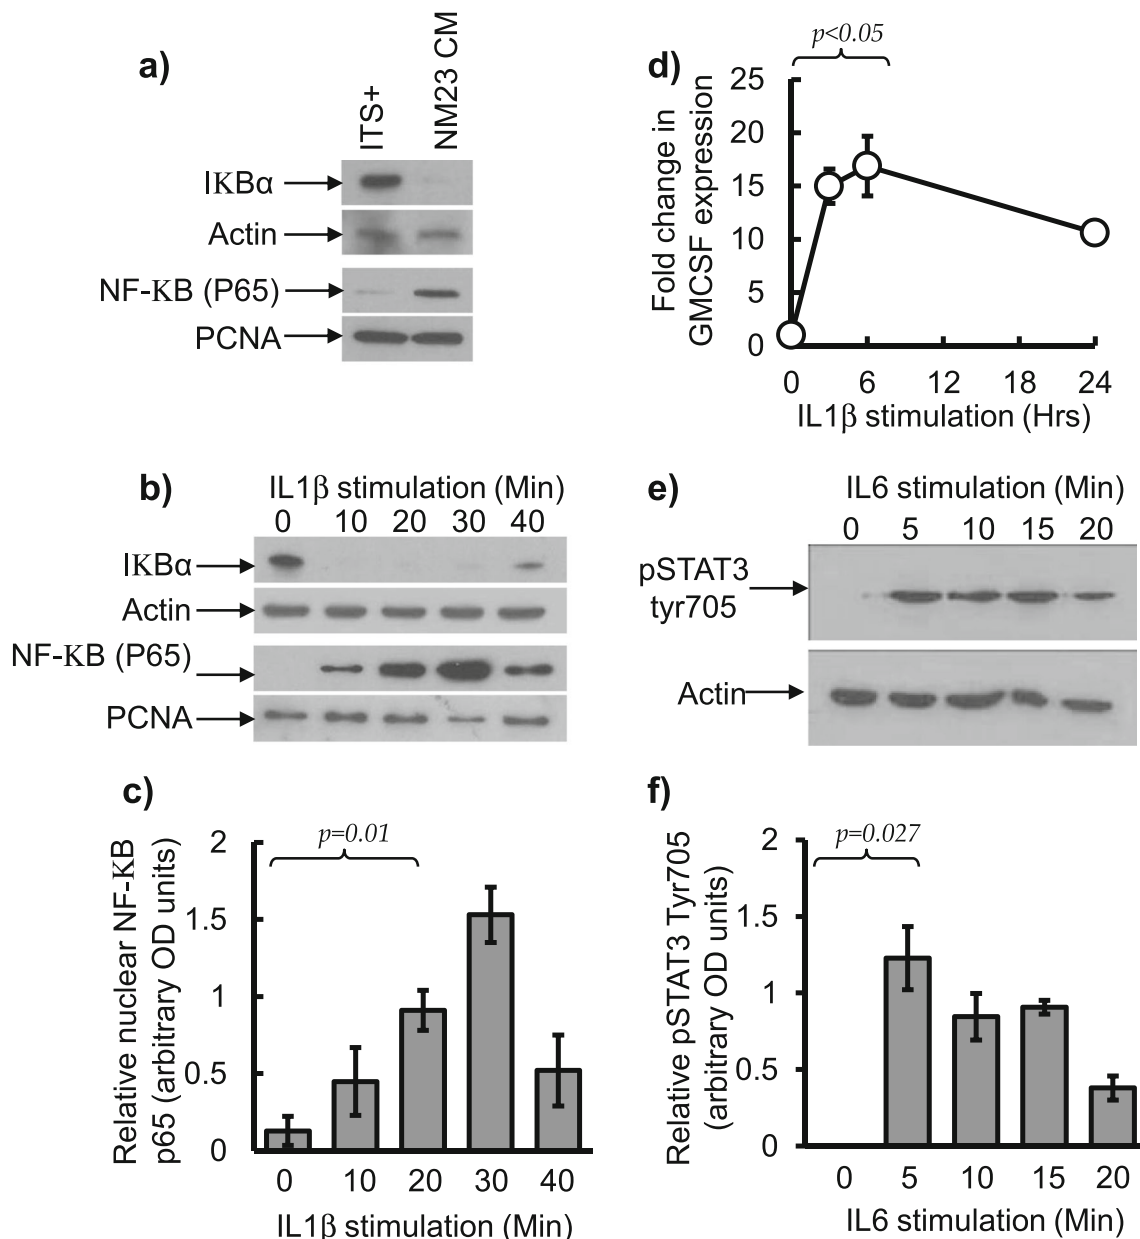 a)
ITS+
NM23 CM
IΚBα
Actin
NF-ΚB (P65)
PCNA
b)
IL1β stimulation (Min)
0 10 20 30 40
IΚBα
Actin
NF-ΚB (P65)
PCNA
c)
p=0.01
Relative nuclear NF-ΚB
p65 (arbitrary OD units)
2
1.5
1
0.5
0
0 10 20 30 40
IL1β stimulation (Min)
d)
p<0.05
Fold change in
GMCSF expression
25
20
15
10
5
0
0 6 12 18 24
IL1β stimulation (Hrs)
e)
IL6 stimulation (Min)
0 5 10 15 20
pSTAT3
tyr705
Actin
f)
p=0.027
Relative pSTAT3 Tyr705
(arbitrary OD units)
2
1.5
1
0.5
0
0 5 10 15 20
IL6 stimulation (Min)